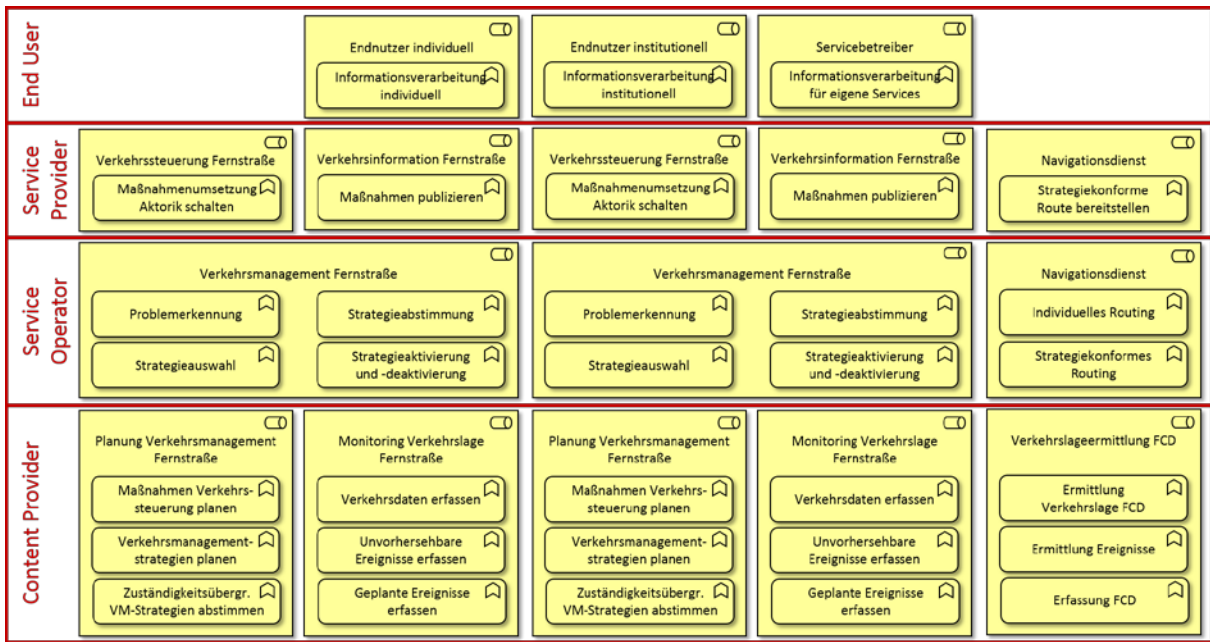 End User
Endnutzer individuell
Informationsverarbeitung
individuell
Endnutzer institutionell
Informationsverarbeitung
institutionell
Servicebetreiber
Informationsverarbeitung
für eigene Services
Service
Provider
Verkehrssteuerung Fernstraße
Maßnahmenumsetzung
Aktorik schalten
Verkehrsinformation Fernstraße
Maßnahmen publizieren
Verkehrssteuerung Fernstraße
Maßnahmenumsetzung
Aktorik schalten
Verkehrsinformation Fernstraße
Maßnahmen publizieren
Navigationsdienst
Strategiekonforme
Route bereitstellen
Service
Operator
Verkehrsmanagement Fernstraße
Problemerkennung
Strategieabstimmung
Strategieauswahl
Strategieaktivierung
und -deaktivierung
Verkehrsmanagement Fernstraße
Problemerkennung
Strategieabstimmung
Strategieauswahl
Strategieaktivierung
und -deaktivierung
Navigationsdienst
Individuelles Routing
Strategiekonformes
Routing
Content Provider
Planung Verkehrsmanagement
Fernstraße
Maßnahmen Verkehrs-
steuerung planen
Verkehrsmanagement-
strategien planen
Zuständigkeitsübergr.
VM-Strategien abstimmen
Monitoring Verkehrslage
Fernstraße
Verkehrsdaten erfassen
Unvorhersehbare
Ereignisse erfassen
Geplante Ereignisse
erfassen
Planung Verkehrsmanagement
Fernstraße
Maßnahmen Verkehrs-
steuerung planen
Verkehrsmanagement-
strategien planen
Zuständigkeitsübergr.
VM-Strategien abstimmen
Monitoring Verkehrslage
Fernstraße
Verkehrsdaten erfassen
Unvorhersehbare
Ereignisse erfassen
Geplante Ereignisse
erfassen
Verkehrslageermittlung FCD
Ermittlung
Verkehrslage FCD
Ermittlung Ereignisse
Erfassung FCD